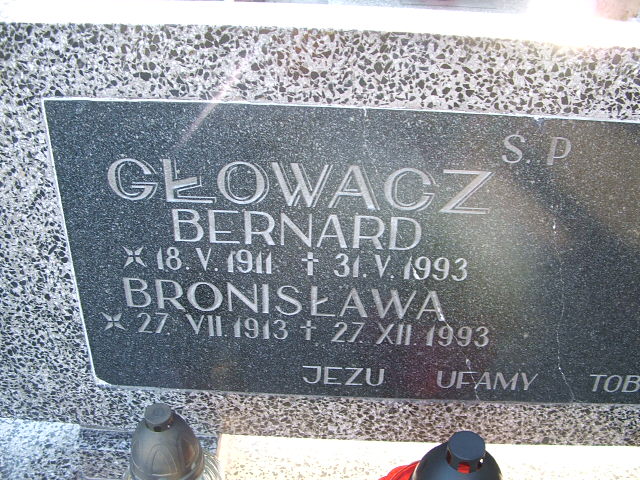 Ś. P
GŁOWACZ
BERNARD
* 18. V. 1911 † 31. V. 1993
BRONISŁAWA
* 27. VII. 1913 † 27. XII. 1993
JEZU UFAMY TOB